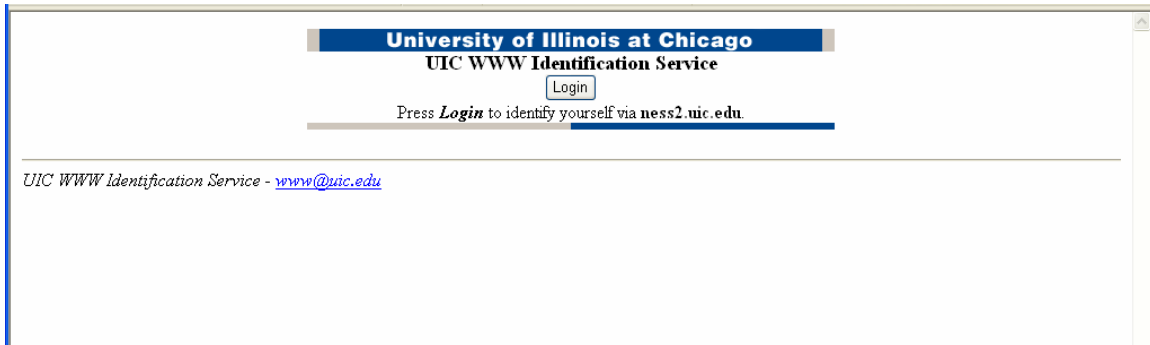 University of Illinois at Chicago
UIC WWW Identification Service
Login
Press Login to identify yourself via ness2.uic.edu.
UIC WWW Identification Service - www@uic.edu